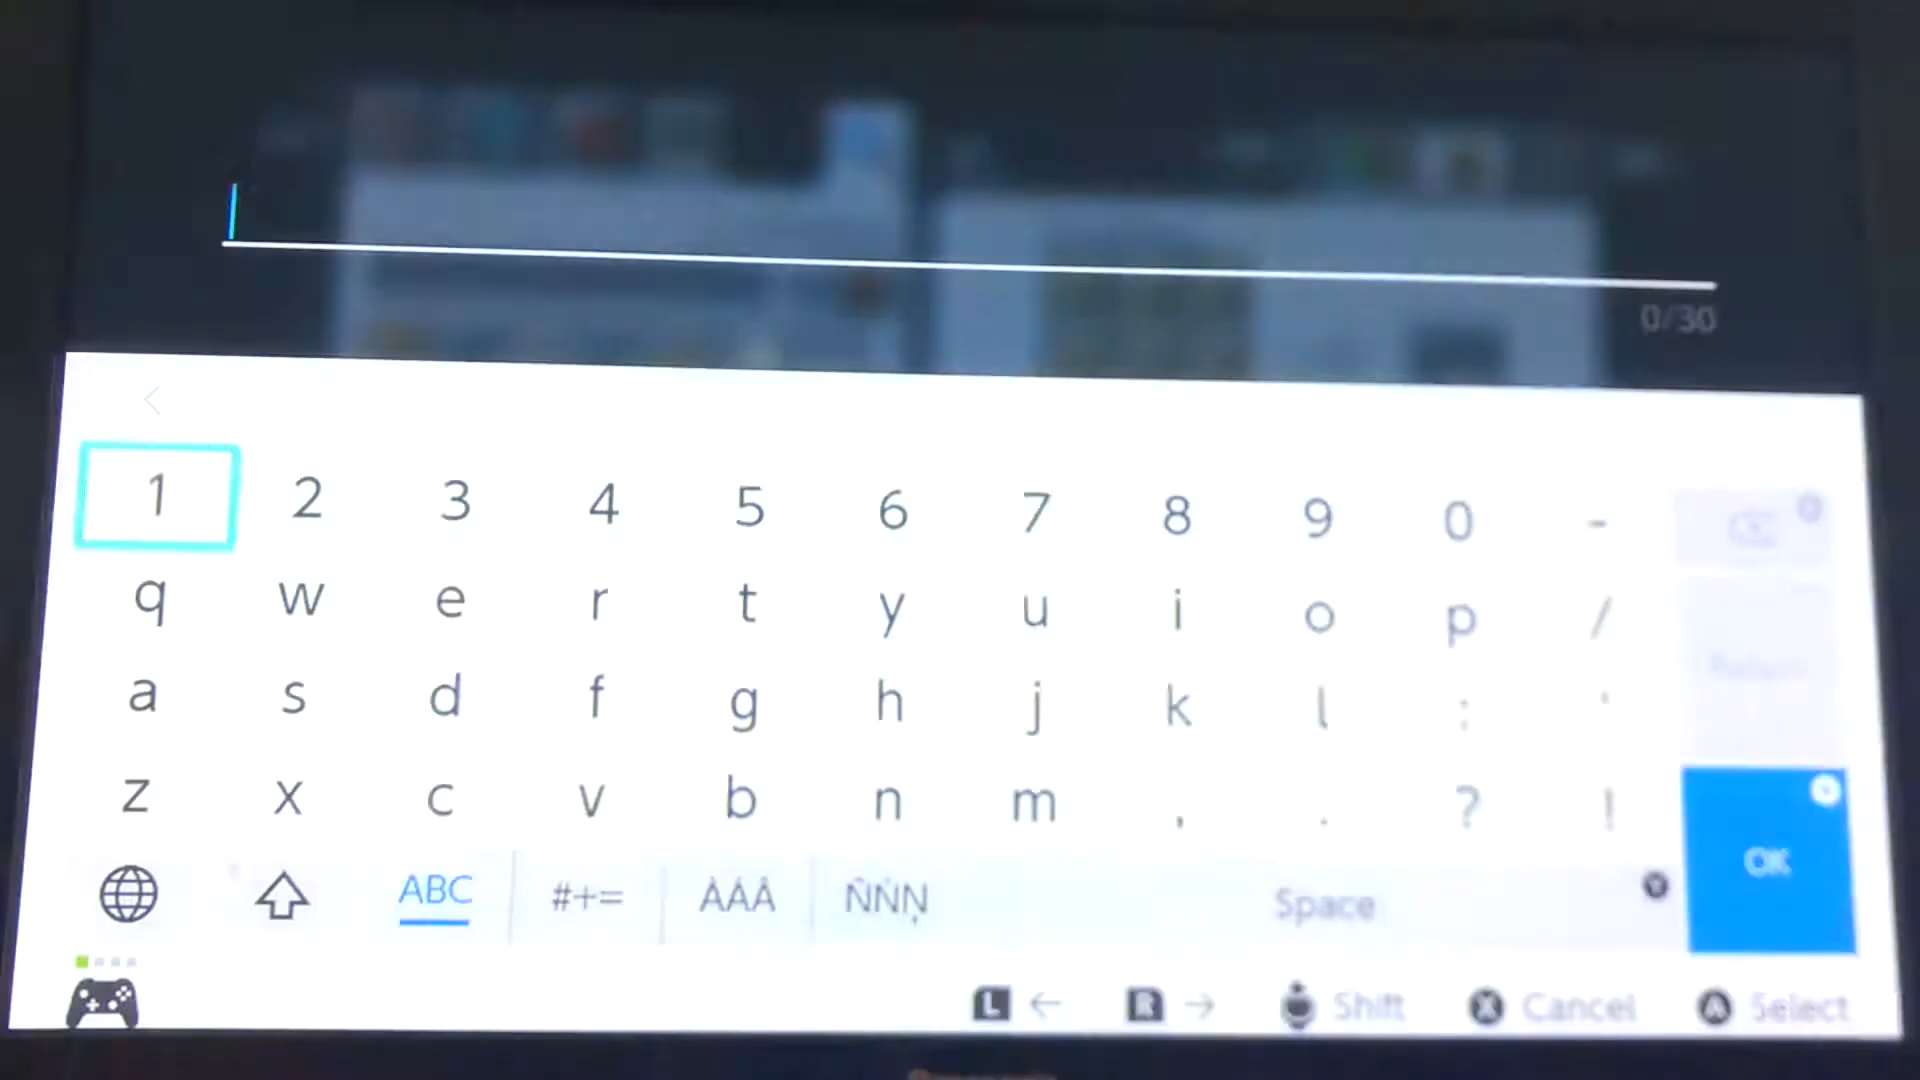 0/30
1 2 3 4 5 6 7 8 9 0 -
q w e r t y u i o p /
a s d f g h j k l : '
z x c v b n m , . ? !
OK
ABC #+= ÀÁÂ Space
L ← R → Shift X Cancel A Select